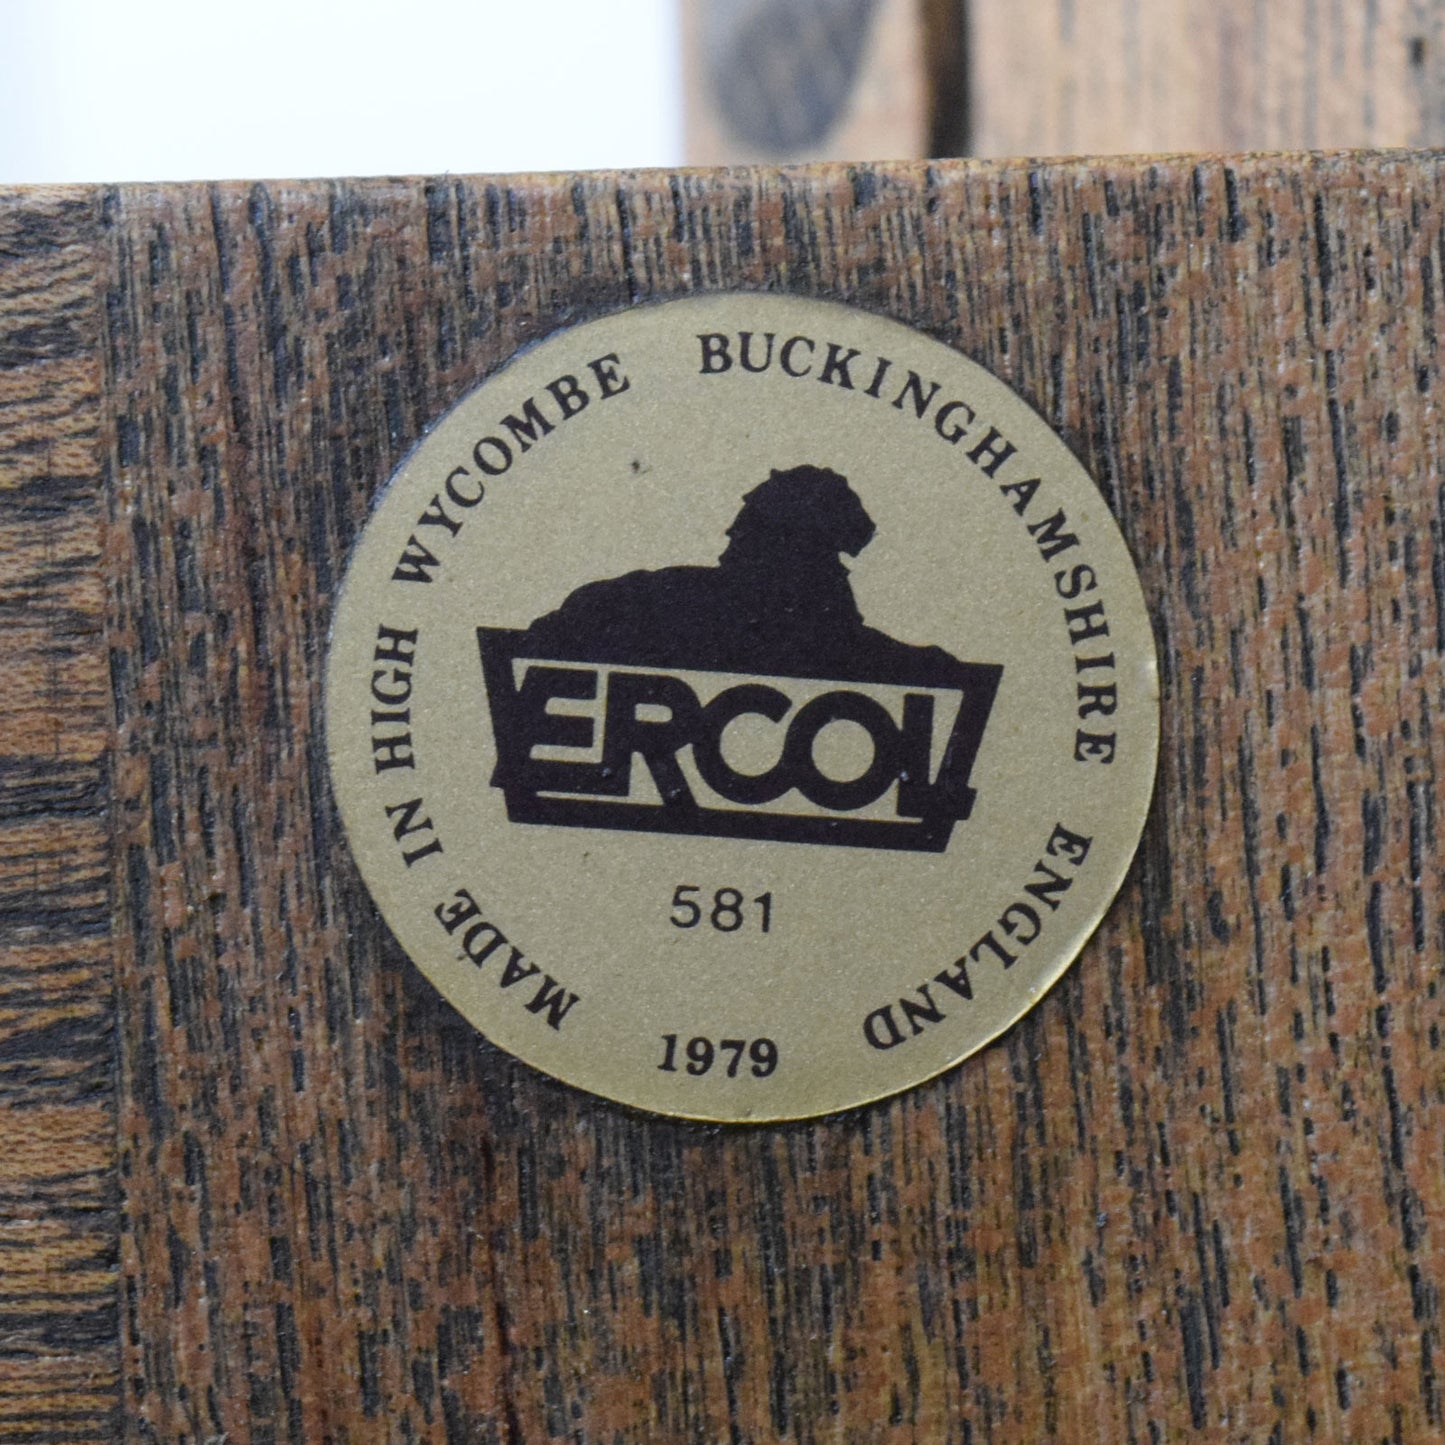 MADE IN HIGH WYCOMBE BUCKINGHAMSHIRE ENGLAND
ERCOL
581
1979